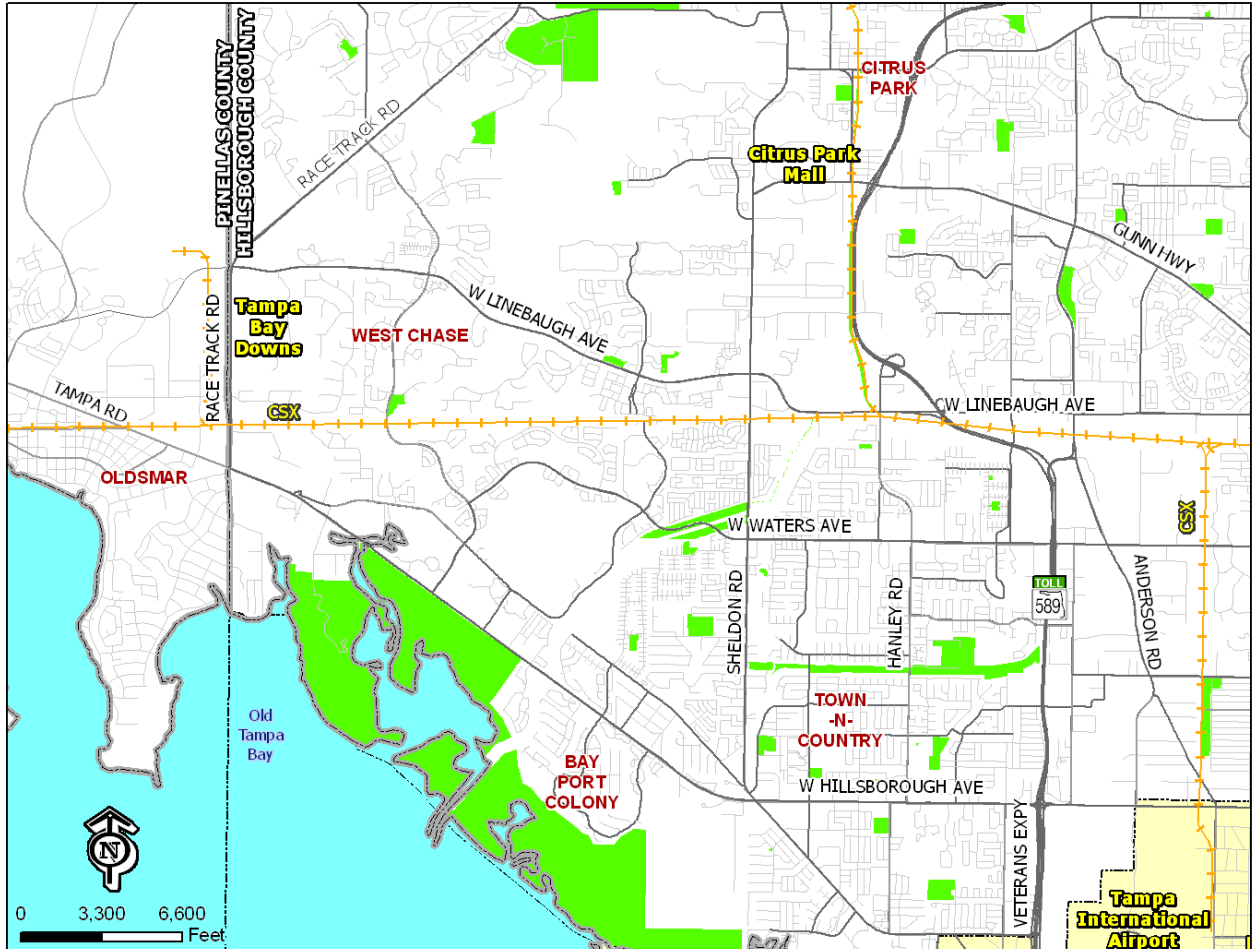 PINELLAS COUNTY
HILLSBOROUGH COUNTY
RACE TRACK RD
CITRUS
PARK
Citrus Park
Mall
GUNN HWY
RACE TRACK RD
Tampa
Bay
Downs
W LINEBAUGH AVE
WEST CHASE
TAMPA RD
CSX
W LINEBAUGH AVE
OLDSMAR
W WATERS AVE
CSX
SHELDON RD
HANLEY RD
TOLL
589
ANDERSON RD
Old
Tampa
Bay
TOWN
-N-
COUNTRY
BAY
PORT
COLONY
W HILLSBOROUGH AVE
VETERANS EXPY
N
0 3,300 6,600
Feet
Tampa
International
Airport